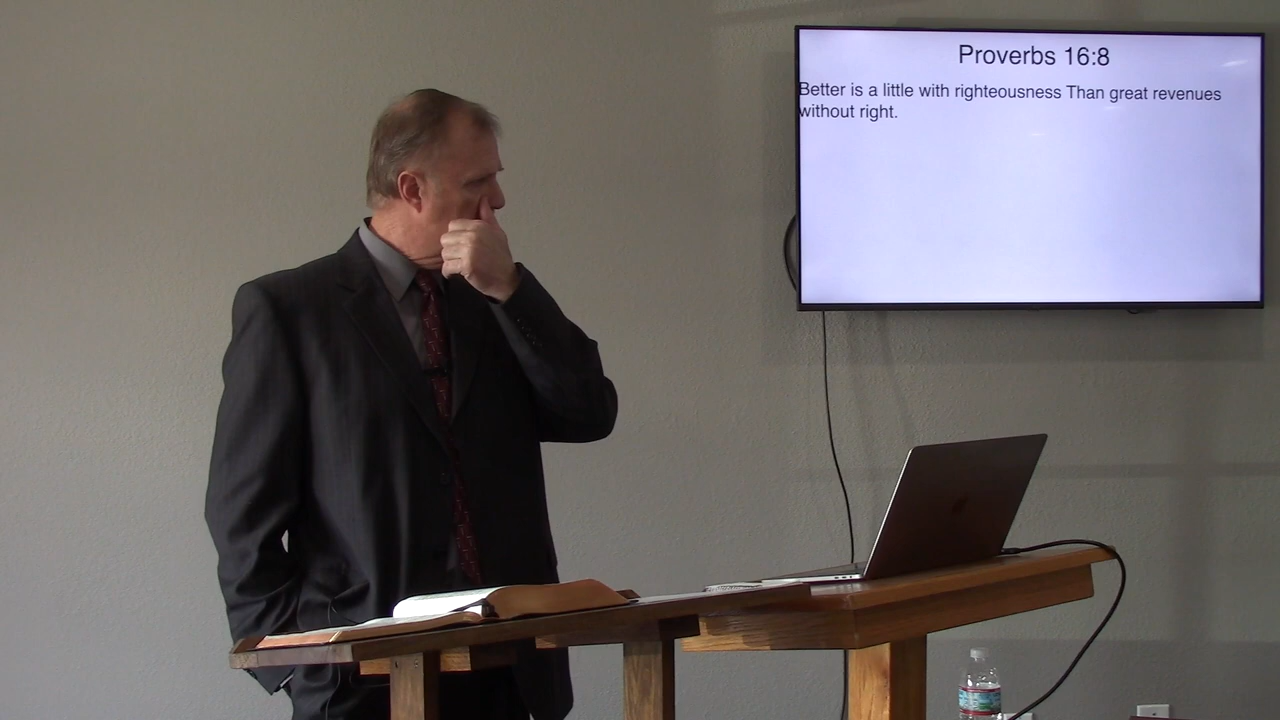 Proverbs 16:8
Better is a little with righteousness Than great revenues
without right.